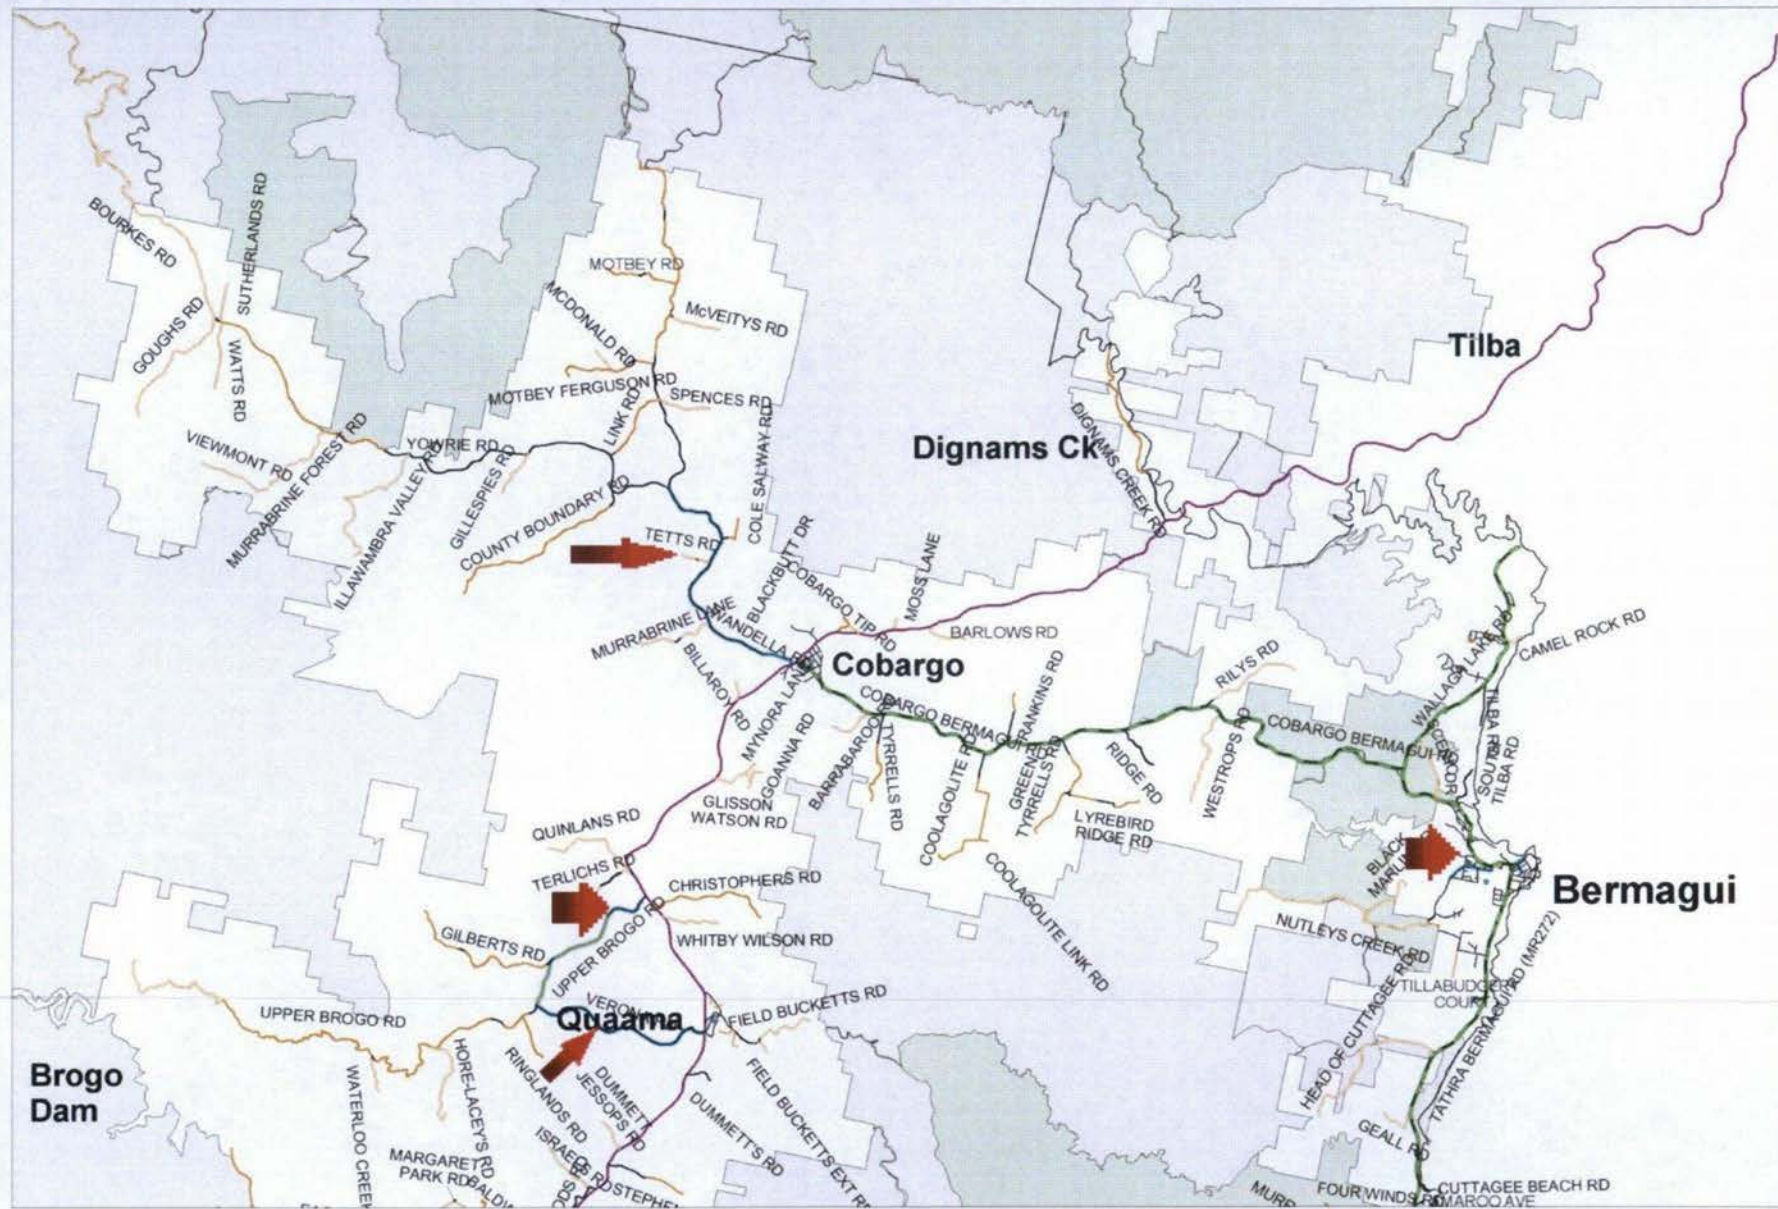 BOURKES RD
SUTHERLANDS RD
GOUGHS RD
WATTS RD
VIEWMONT RD
MURRABRINE FOREST RD
YOWRIE RD
ILLAWAMBRA VALLEY RD
GILLESPIES RD
COUNTY BOUNDARY RD
MOTBEY RD
MCDONALD RD
McVEITYS RD
MOTBEY FERGUSON RD
LINK RD
SPENCES RD
COLE SALWAY RD
TETTS RD
Tilba
Dignams Ck
DIGNAMS CREEK RD
BLACKBUTT DR
COBARGO TIP RD
MOSS LANE
BARLOWS RD
MURRABRINE LANE
WANDELLA RD
BILLAROY RD
Cobargo
MYNORA LANE
GOANNA RD
COBARGO BERMAGUI RD
BARRABAROO
TYRRELLS RD
COOLAGOLITE RD
FRANKINS RD
GREENDALE
TYRRELLS RD
RIDGE RD
LYREBIRD
RIDGE RD
RILYS RD
WESTROPS RD
COBARGO BERMAGUI RD
WALLAGA LAKE RD
CAMEL ROCK RD
TILBA RD
SOUTH
TILBA RD
GLISSON
WATSON RD
QUINLANS RD
TERLICHS RD
CHRISTOPHERS RD
WHITBY WILSON RD
GILBERTS RD
UPPER BROGO RD
COOLAGOLITE LINK RD
BLACK
Bermagui
NUTLEYS CREEK RD
TILLABUDGERY
COURT
HEAD OF CUTTAGEE RD
TATHRA BERMAGUI RD (MR272)
GEALL RD
UPPER BROGO RD
Quaama
FIELD BUCKETTS RD
Brogo
Dam
WATERLOO CREEK
HORE-LACEY'S RD
RINGLANDS RD
DUMMETT
JESSOPS RD
DUMMETT'S RD
FIELD BUCKETTS EXT RD
MARGARET
PARK RD
ISRAELS RD
FOUR WINDS RD
CUTTAGEE BEACH RD